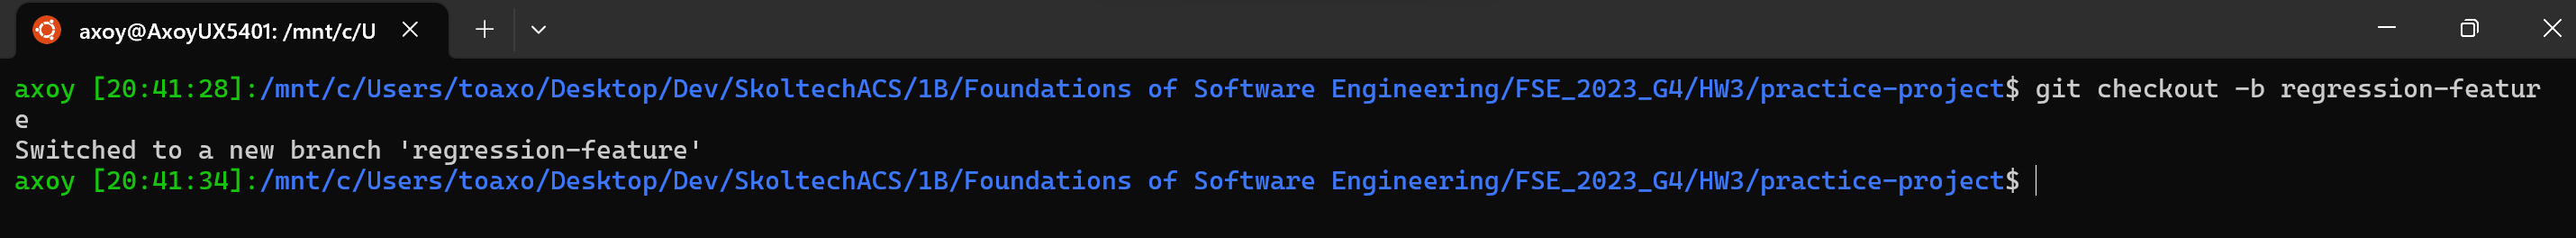 axoy@AxoyUX5401: /mnt/c/U
axoy [20:41:28]:/mnt/c/Users/toaxo/Desktop/Dev/SkoltechACS/1B/Foundations of Software Engineering/FSE_2023_G4/HW3/practice-project$ git checkout -b regression-featur
e
Switched to a new branch 'regression-feature'
axoy [20:41:34]:/mnt/c/Users/toaxo/Desktop/Dev/SkoltechACS/1B/Foundations of Software Engineering/FSE_2023_G4/HW3/practice-project$